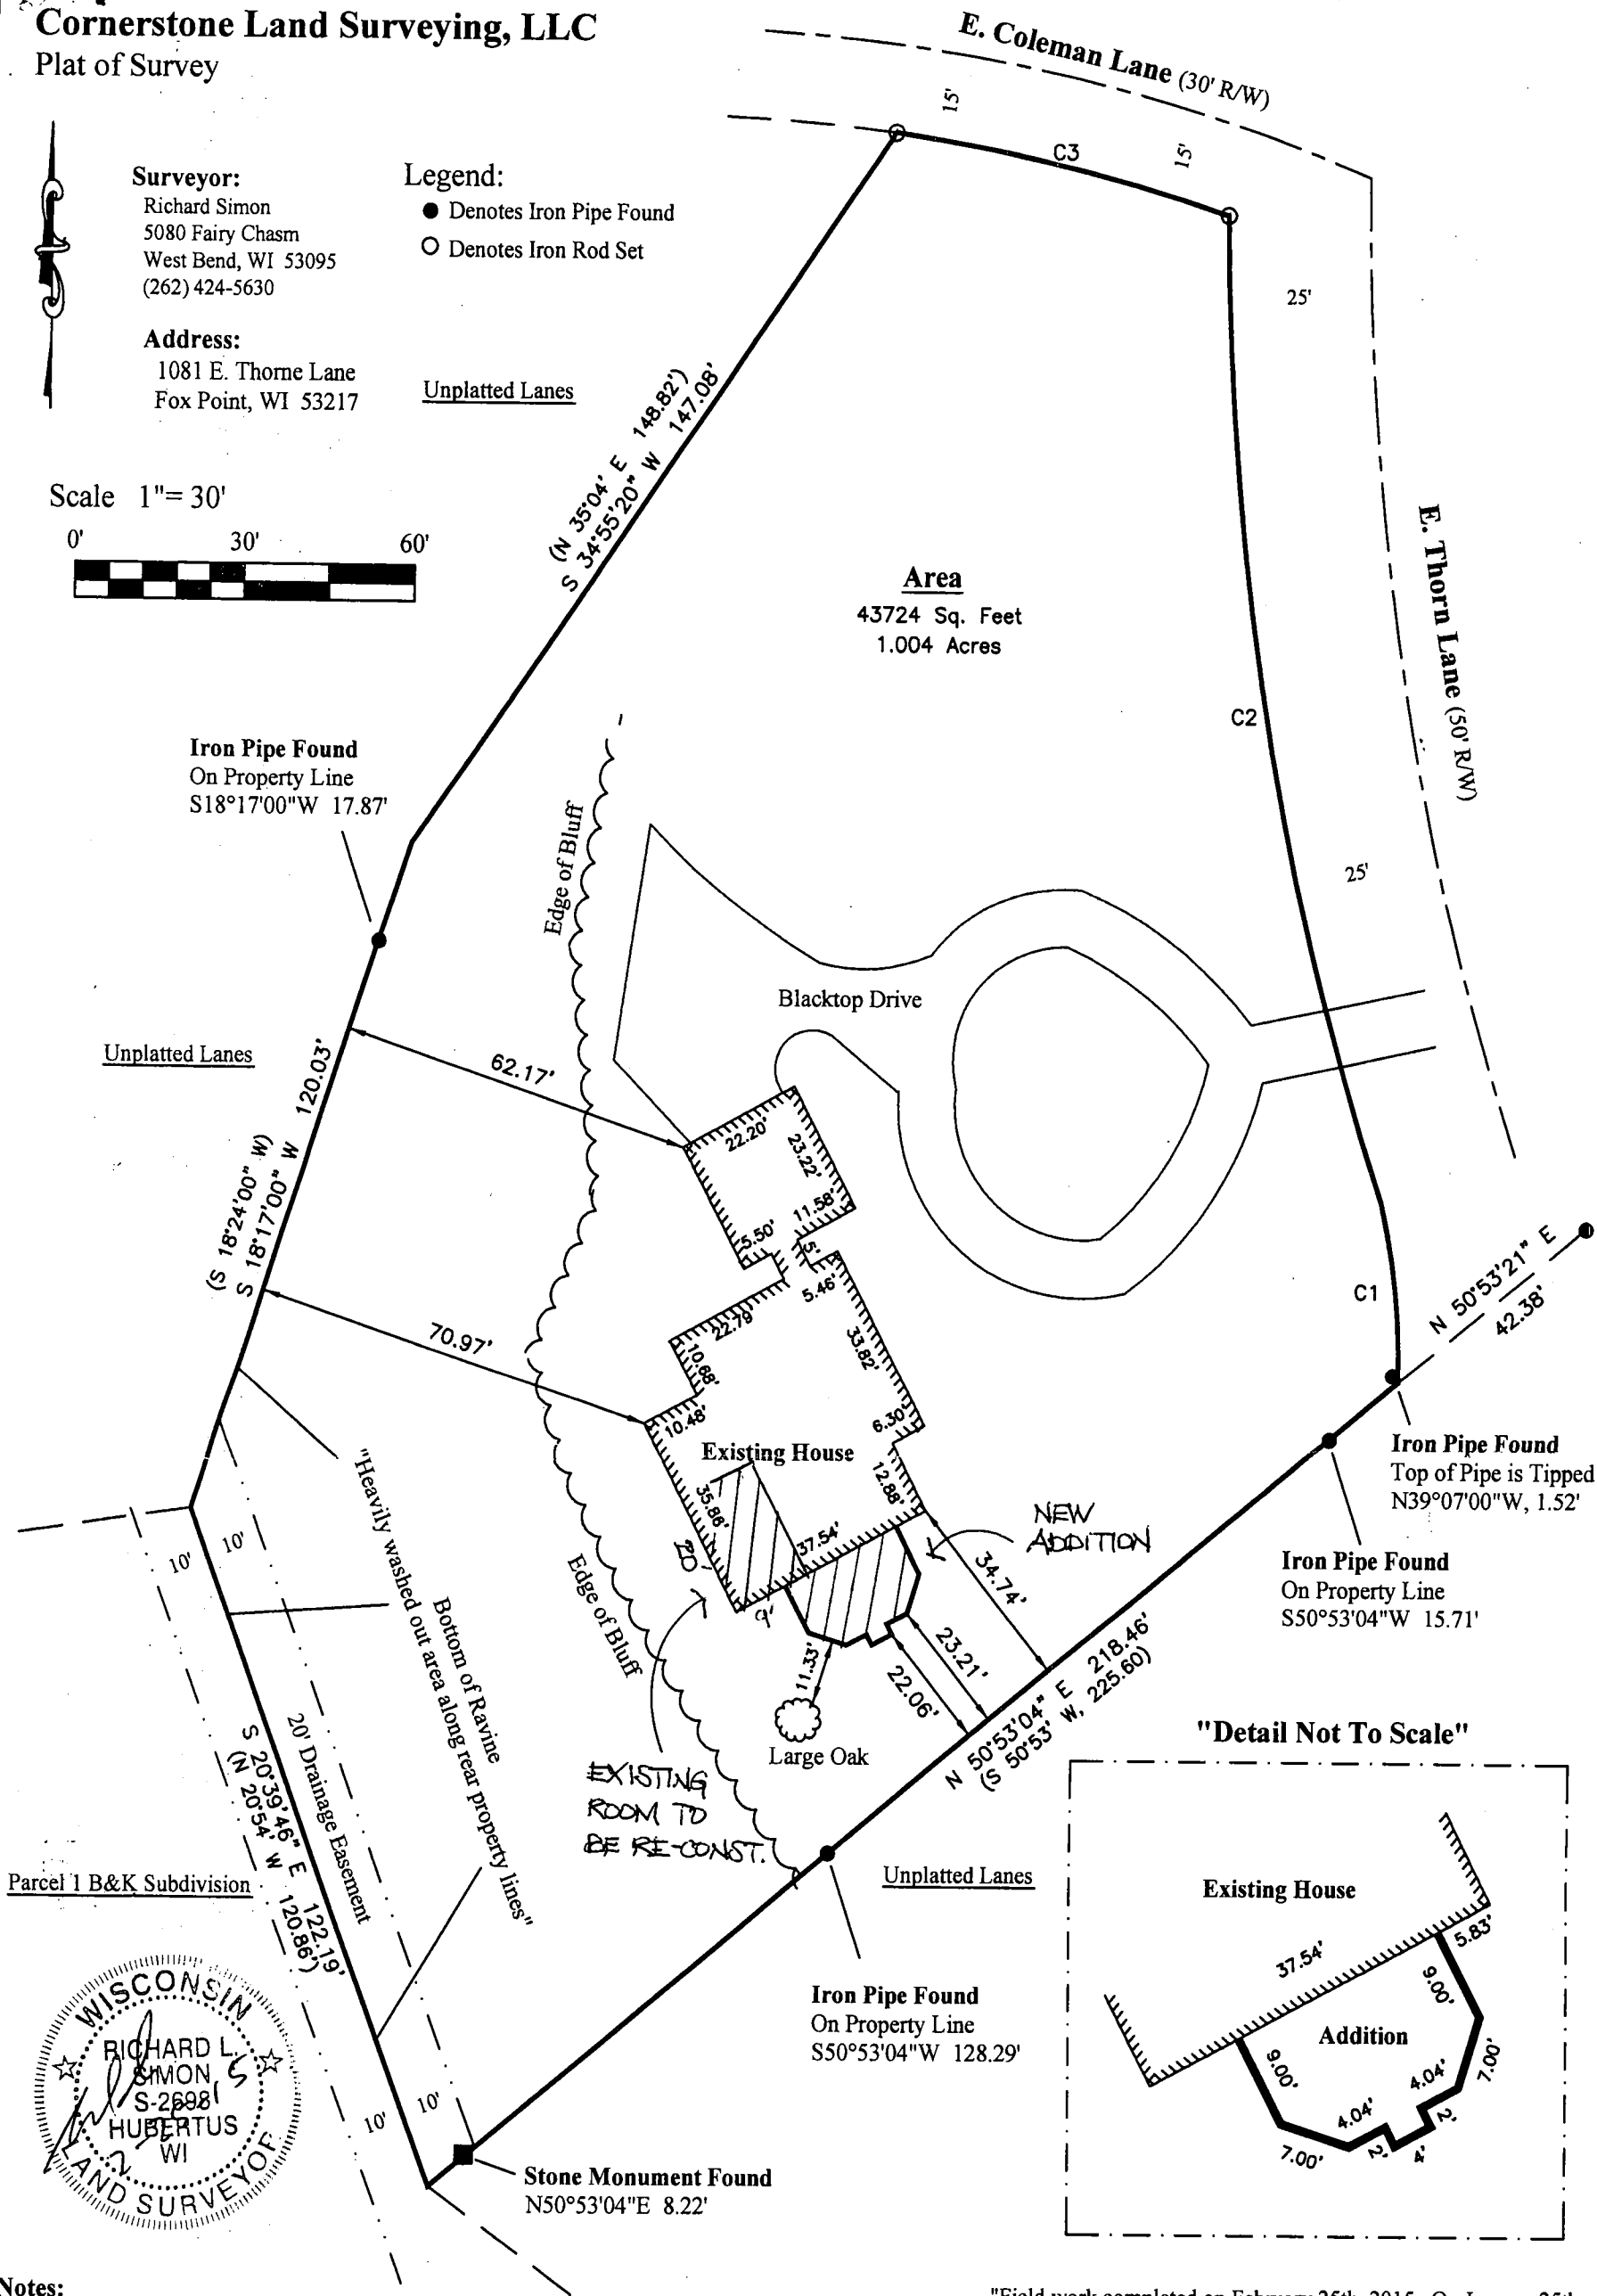 Cornerstone Land Surveying, LLC
Plat of Survey
E. Coleman Lane (30' R/W)
15'
C3
15'
Surveyor:
Richard Simon
5080 Fairy Chasm
West Bend, WI 53095
(262) 424-5630
Legend:
Denotes Iron Pipe Found
Denotes Iron Rod Set
Address:
1081 E. Thorne Lane
Fox Point, WI 53217
Unplatted Lanes
(N 35°04' E 148.82')
S 34°55'20" W 147.08'
25'
Scale 1"= 30'
0' 30' 60'
Area
43724 Sq. Feet
1.004 Acres
E. Thorn Lane (50' R/W)
C2
25'
Iron Pipe Found
On Property Line
S18°17'00"W 17.87'
Edge of Bluff
Blacktop Drive
Unplatted Lanes
62.17'
(S 18°24'00" W)
S 18°17'00" W 120.03'
22.20'
23.22'
11.58'
5.50'
5'
5.46'
22.79'
33.82'
70.97'
10.68'
10.48'
6.30'
C1
N 50°53'21" E
42.38'
Existing House
12.88'
35.86'
37.54'
20'
9'
NEW
ADDITION
34.74'
Iron Pipe Found
Top of Pipe is Tipped
N39°07'00"W, 1.52'
Iron Pipe Found
On Property Line
S50°53'04"W 15.71'
10'
10'
"Heavily washed out area along rear property lines"
Bottom of Ravine
Edge of Bluff
11.33'
23.21'
22.06'
Large Oak
N 50°53'04" E 218.46'
(S 50°53' W, 225.60)
EXISTING
ROOM TO
BE RE-CONST.
20' Drainage Easement
S 20°39'46" E 122.19'
(N 20°54' W 120.86')
Parcel 1 B&K Subdivision
Unplatted Lanes
"Detail Not To Scale"
Existing House
37.54'
5.83'
9.00'
Addition
9.00'
7.00'
4.04'
4.04'
7.00'
2'
2'
4'
Iron Pipe Found
On Property Line
S50°53'04"W 128.29'
WISCONSIN
RICHARD L.
SIMON
S-2698
HUBERTUS
WI
LAND SURVEYOR
10'
10'
Stone Monument Found
N50°53'04"E 8.22'
Notes:
"Field work completed on February 25th, 2015.